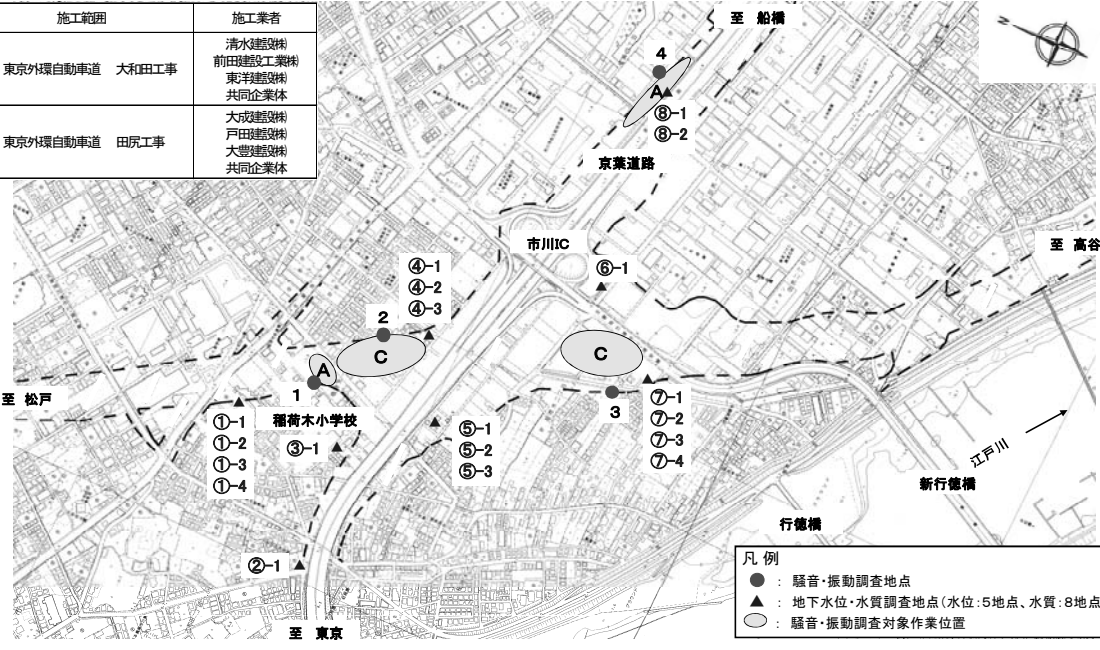 施工範囲
施工業者
東京外環自動車道 大和田工事
清水建設㈱
前田建設工業㈱
東洋建設㈱
共同企業体
東京外環自動車道 田尻工事
大成建設㈱
戸田建設㈱
大豊建設㈱
共同企業体
至 船橋
N
4
A
⑧-1
⑧-2
京葉道路
市川IC
至 高谷
⑥-1
④-1
④-2
④-3
2
C
C
A
1
3
至 松戸
稲荷木小学校
①-1
①-2
①-3
①-4
③-1
⑤-1
⑤-2
⑤-3
⑦-1
⑦-2
⑦-3
⑦-4
江戸川
新行徳橋
行徳橋
②-1
至 東京
凡例
● : 騒音・振動調査地点
▲ : 地下水位・水質調査地点(水位:5地点、水質:8地点
: 騒音・振動調査対象作業位置